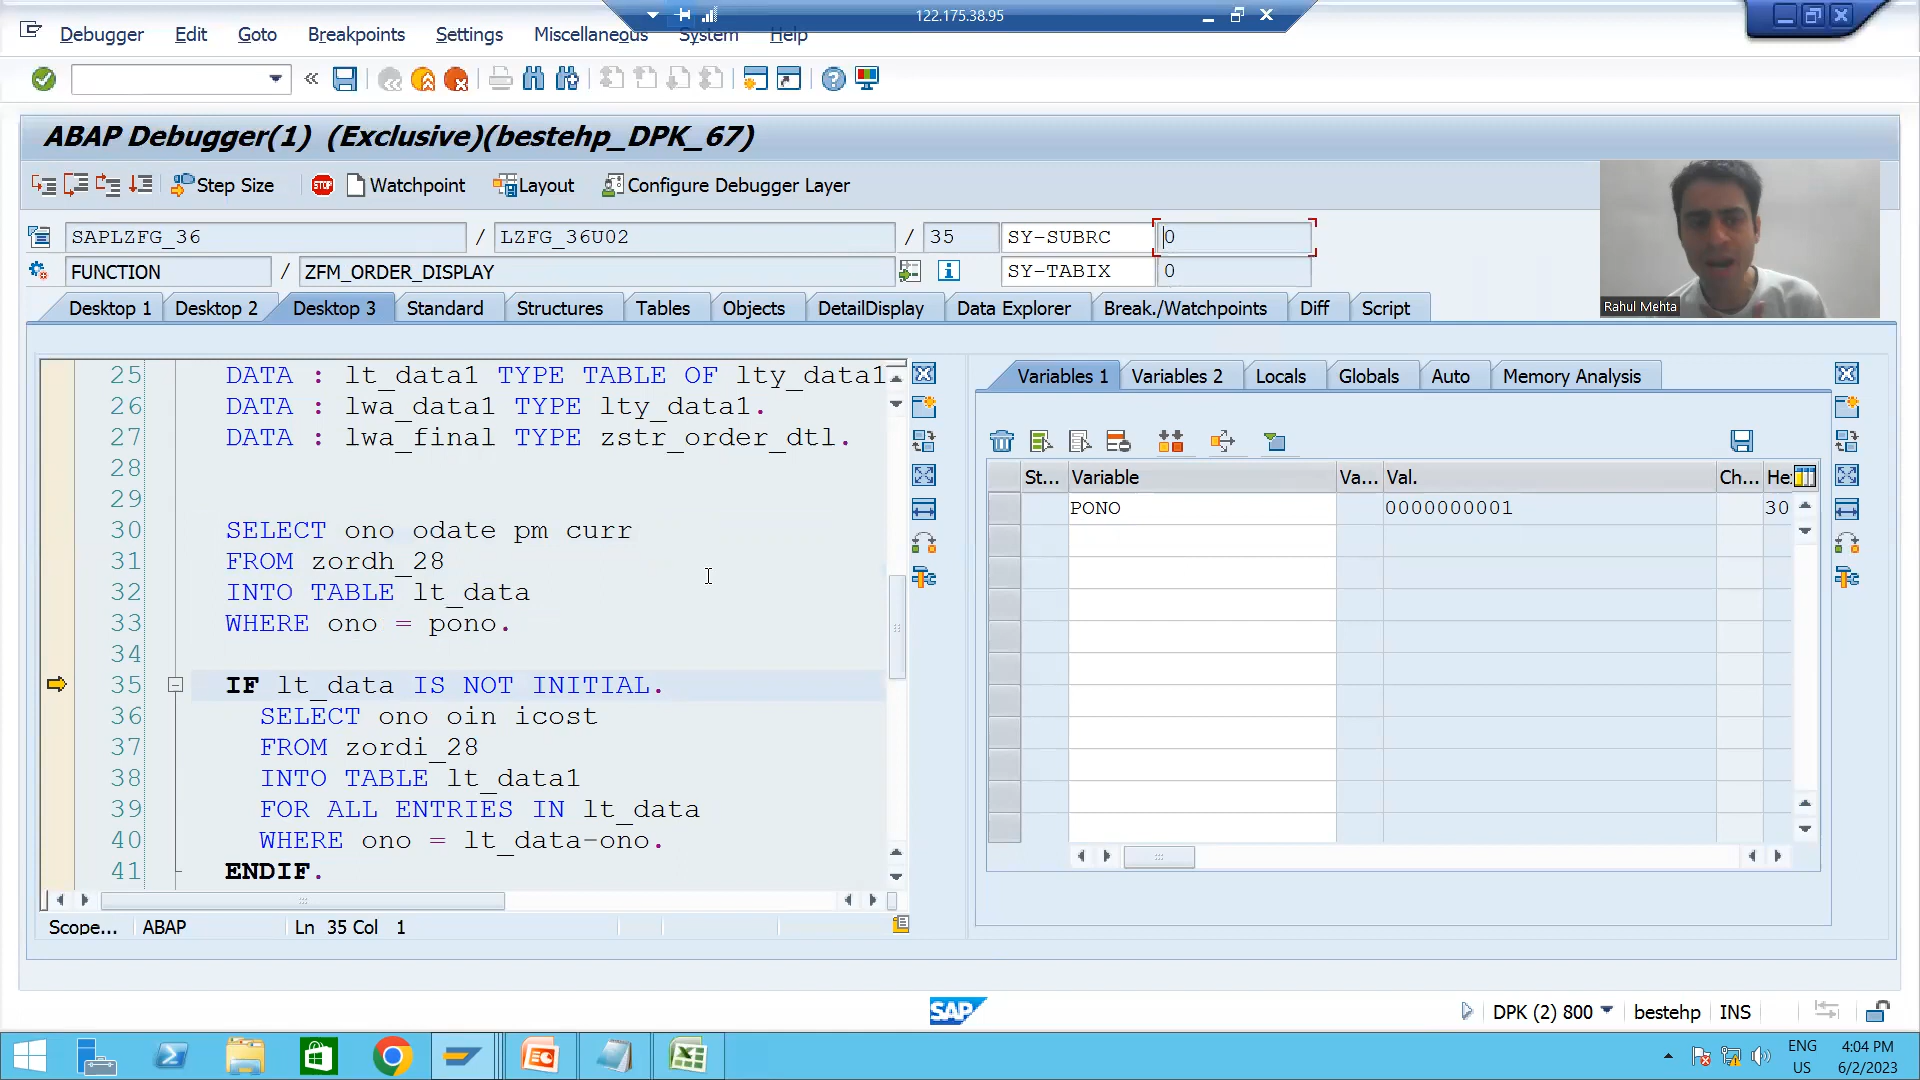 122.175.38.95
Debugger Edit Goto Breakpoints Settings Miscellaneous System Help
ABAP Debugger(1) (Exclusive)(bestehp_DPK_67)
Step Size STOP Watchpoint Layout Configure Debugger Layer
SAPLZFG_36 / LZFG_36U02 / 35 SY-SUBRC 0
FUNCTION / ZFM_ORDER_DISPLAY SY-TABIX 0
Rahul Mehta
Desktop 1 Desktop 2 Desktop 3 Standard Structures Tables Objects DetailDisplay Data Explorer Break./Watchpoints Diff Script
Variables 1 Variables 2 Locals Globals Auto Memory Analysis
St... Variable Va... Val. Ch... He
PONO 0000000001 30
25 DATA : lt_data1 TYPE TABLE OF lty_data1
26 DATA : lwa_data1 TYPE lty_data1.
27 DATA : lwa_final TYPE zstr_order_dtl.
28
29
30 SELECT ono odate pm curr
31 FROM zordh_28
32 INTO TABLE lt_data
33 WHERE ono = pono.
34
35 IF lt_data IS NOT INITIAL.
36 SELECT ono oin icost
37 FROM zordi_28
38 INTO TABLE lt_data1
39 FOR ALL ENTRIES IN lt_data
40 WHERE ono = lt_data-ono.
41 ENDIF.
Scope... ABAP Ln 35 Col 1
SAP DPK (2) 800 bestehp INS
ENG 4:04 PM
US 6/2/2023